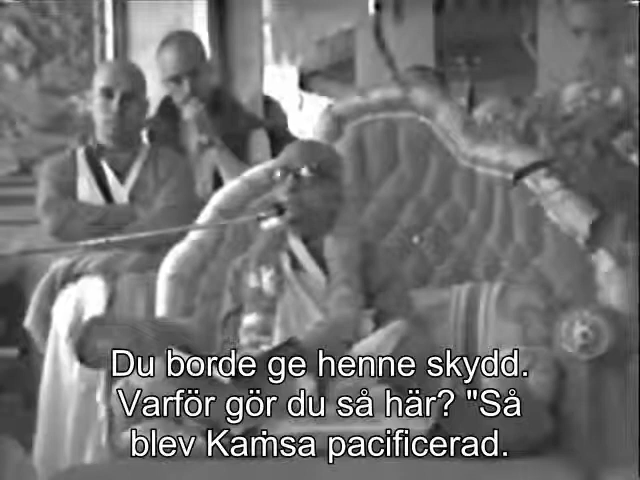 Du borde ge henne skydd.
Varför gör du så här? "Så
blev Kaṁsa pacificerad.